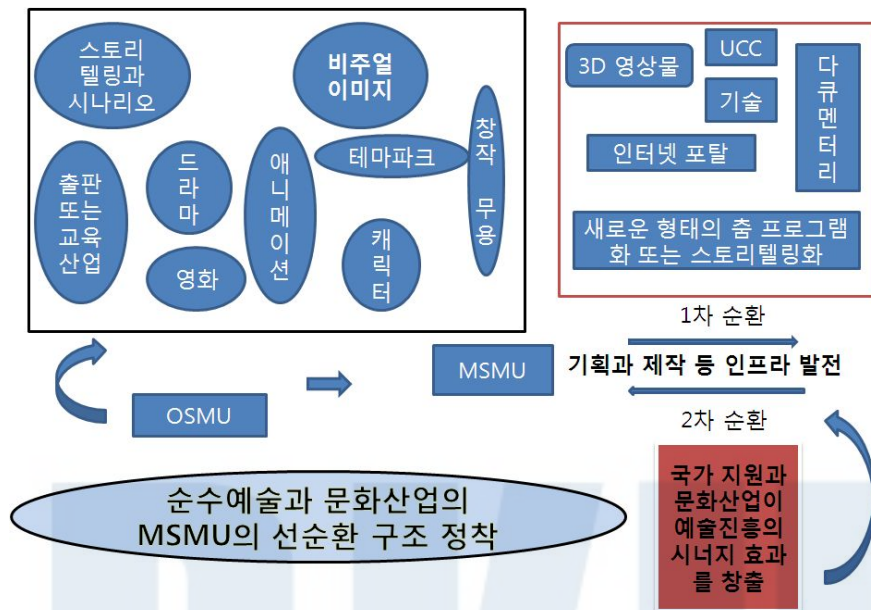 스토리
텔링과
시나리오
비주얼
이미지
창작 무용
테마파크
출판
또는
교육
산업
드라마
애니메이션
영화
캐릭터
3D 영상물
UCC
기술
다큐멘터리
인터넷 포탈
새로운 형태의 춤 프로그램
화 또는 스토리텔링화
1차 순환
MSMU
기획과 제작 등 인프라 발전
OSMU
2차 순환
순수예술과 문화산업의
MSMU의 선순환 구조 정착
국가 지원과
문화산업이
예술진흥의
시너지 효과
를 창출